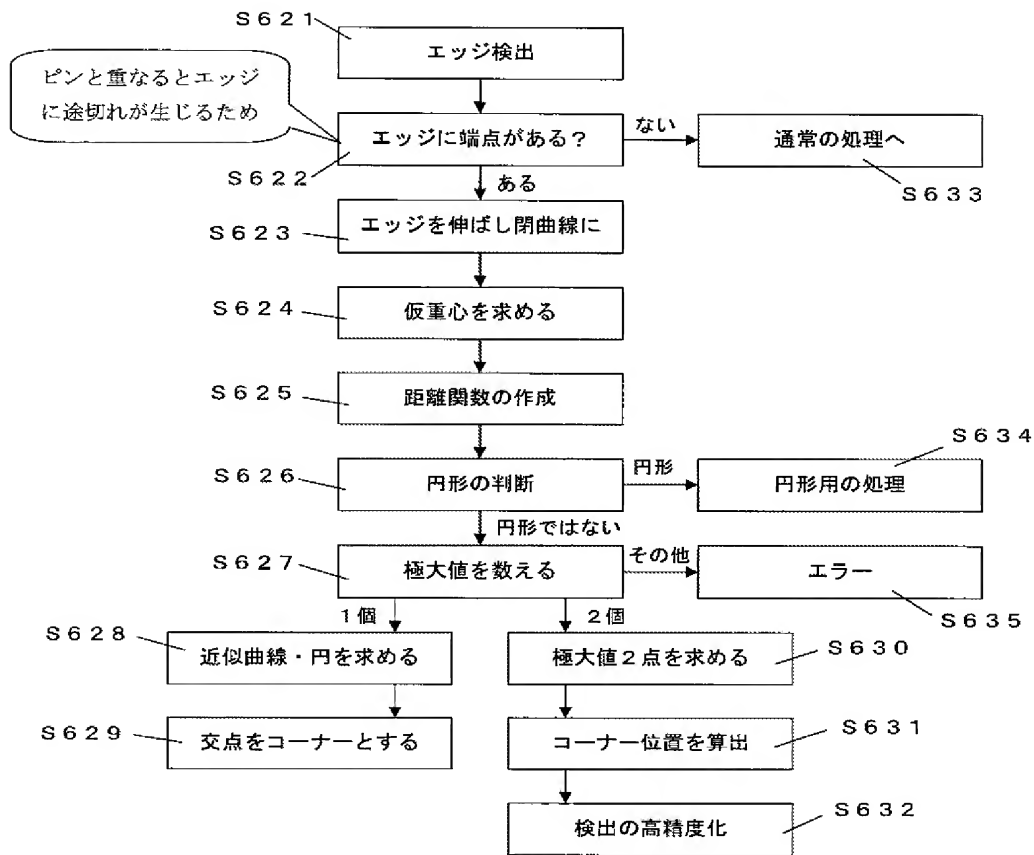 S621
エッジ検出
ピンと重なるとエッジ
に途切れが生じるため
エッジに端点がある？
ない
通常の処理へ
S622
S633
ある
エッジを伸ばし閉曲線に
S623
仮重心を求める
S624
距離関数の作成
S625
S634
円形の判断
円形
円形用の処理
S626
円形ではない
極大値を数える
その他
エラー
S627
S635
1個
2個
S628
近似曲線・円を求める
極大値2点を求める
S630
S629
交点をコーナーとする
コーナー位置を算出
S631
検出の高精度化
S632